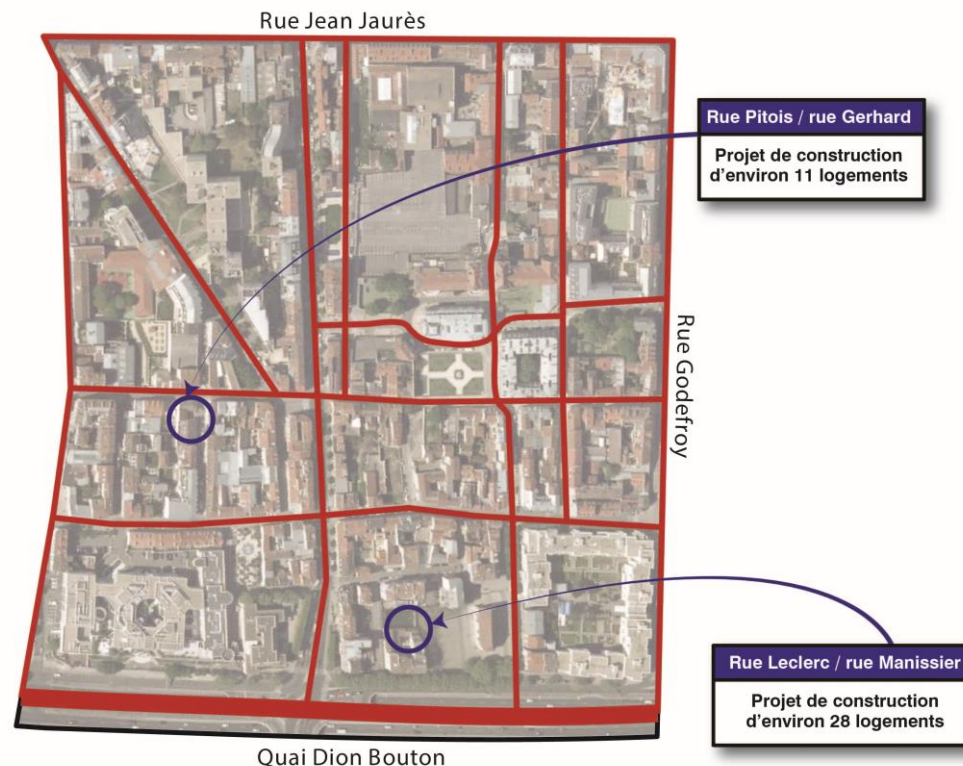 Rue Jean Jaurès
Rue Pitois / rue Gerhard
Projet de construction
d’environ 11 logements
Rue Godefroy
Rue Leclerc / rue Manissier
Projet de construction
d’environ 28 logements
Quai Dion Bouton